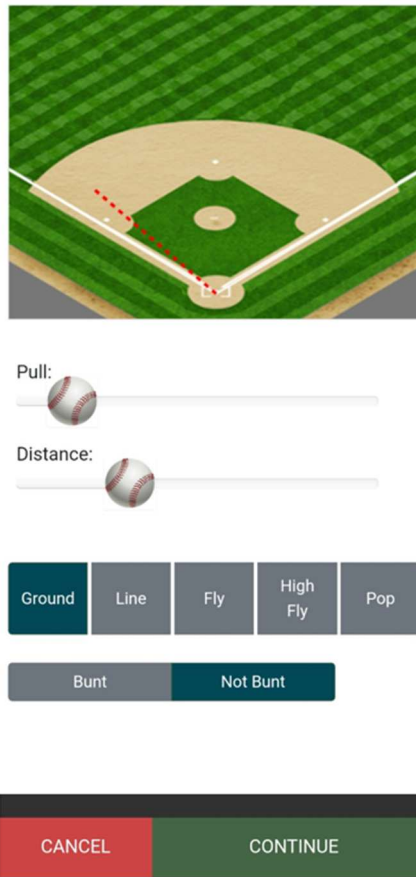 Pull:
Distance:
Ground
Line
Fly
High
Fly
Pop
Bunt
Not Bunt
CANCEL
CONTINUE